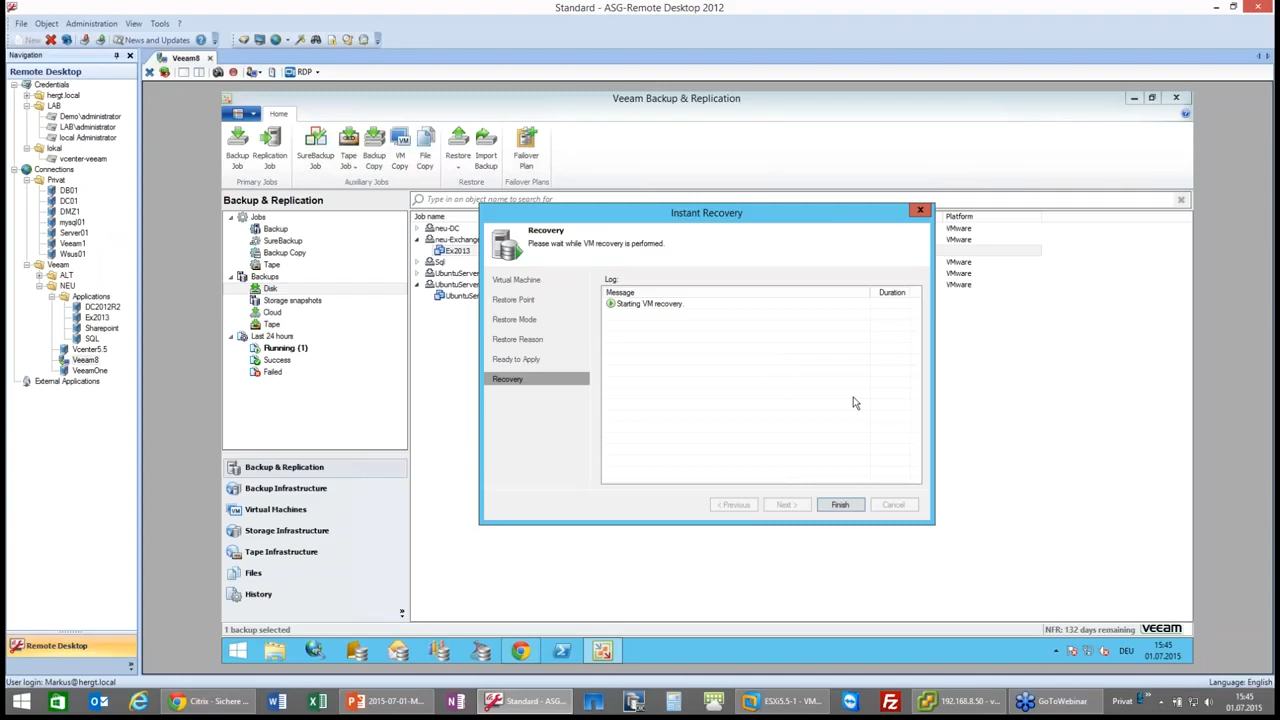 Standard - ASG-Remote Desktop 2012
File Object Administration View Tools ?
New News and Updates
Navigation
Veeam8
Remote Desktop
RDP
Credentials
hergt.local
LAB
Demo\administrator
LAB\administrator
local Administrator
lokal
vcenter-veeam
Connections
Privat
DB01
DC01
DMZ1
mysql01
Server01
Veeam1
Wsus01
Veeam
ALT
NEU
Applications
DC2012R2
Ex2013
Sharepoint
SQL
Vcenter5.5
Veeam8
VeeamOne
External Applications
Remote Desktop
Veeam Backup & Replication
Home
Backup Job
Replication Job
SureBackup Job
Tape Job
Backup Copy
VM Copy
File Copy
Restore
Import Backup
Failover Plan
Primary Jobs
Auxiliary Jobs
Restore
Failover Plans
Backup & Replication
Jobs
Backup
SureBackup
Backup Copy
Tape
Backups
Disk
Storage snapshots
Cloud
Tape
Last 24 hours
Running (1)
Success
Failed
Backup & Replication
Backup Infrastructure
Virtual Machines
Storage Infrastructure
Tape Infrastructure
Files
History
Type in an object name to search for
Job name
Platform
neu-DC
VMware
neu-Exchang
VMware
Ex2013
Sql
VMware
UbuntuServe
VMware
UbuntuServe
VMware
UbuntuSe
Instant Recovery
Recovery
Please wait while VM recovery is performed.
Virtual Machine
Restore Point
Restore Mode
Restore Reason
Ready to Apply
Recovery
Log:
Message Duration
Starting VM recovery.
< Previous Next > Finish Cancel
1 backup selected
NFR: 132 days remaining veeam
DEU
15:45
01.07.2015
User login: Markus@hergt.local
Language: English
Citrix - Sichere ...
2015-07-01-M...
Standard - ASG...
ESXi5.5-1 - VM...
192.168.8.50 - v...
GoToWebinar
Privat
15:45
01.07.2015